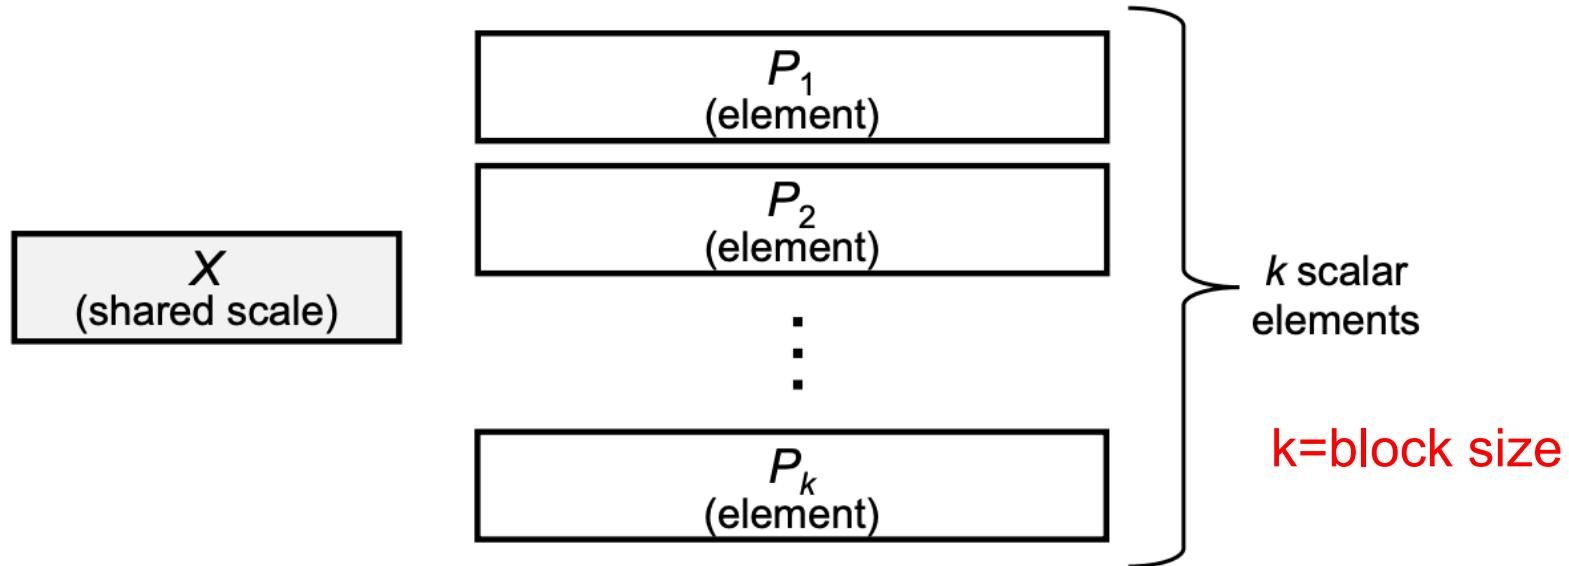 P₁
(element)
P₂
(element)
X
(shared scale)
k scalar
elements
Pₖ
(element)
k=block size